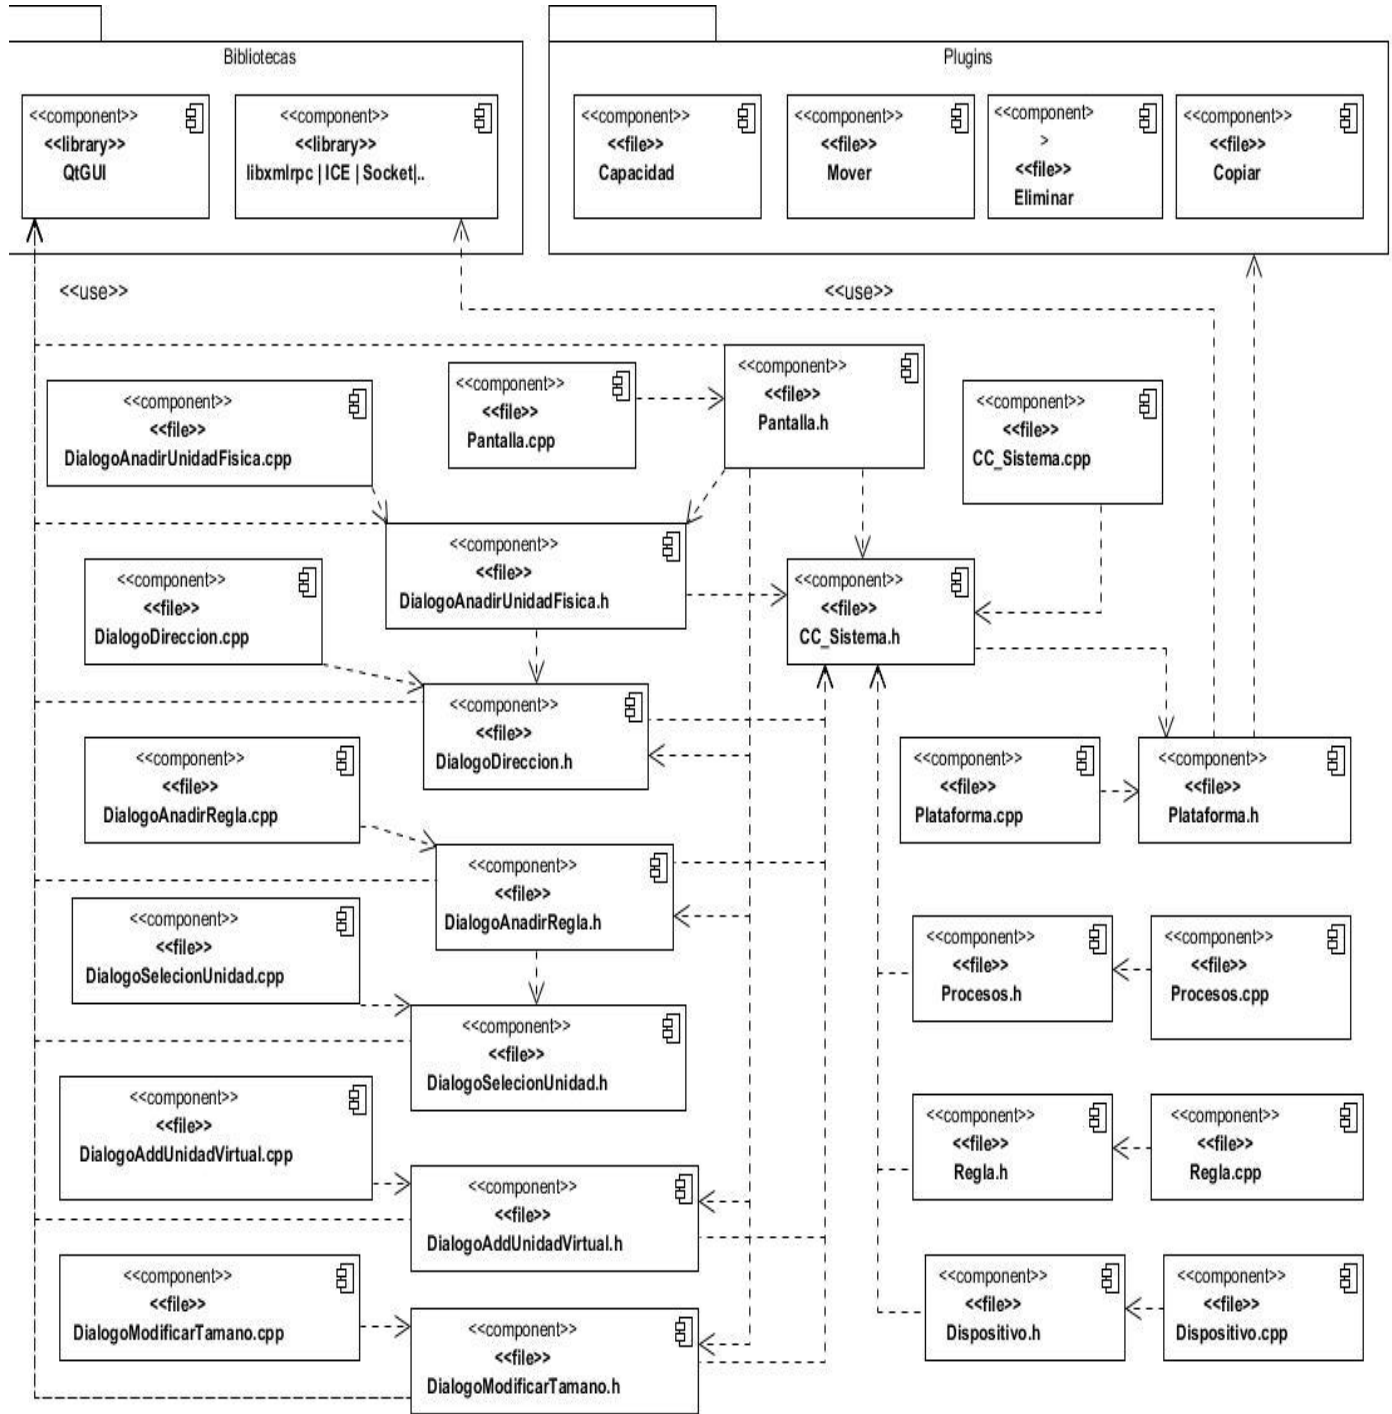 Bibliotecas
<<component>>
<<library>>
QtGUI
<<component>>
<<library>>
libxmlrpc | ICE | Socket|..
Plugins
<<component>>
<<file>>
Capacidad
<<component>>
<<file>>
Mover
<<component>
>
<<file>>
Eliminar
<<component>>
<<file>>
Copiar
<<use>>
<<use>>
<<component>>
<<file>>
DialogoAnadirUnidadFisica.cpp
<<component>>
<<file>>
Pantalla.cpp
<<component>>
<<file>>
Pantalla.h
<<component>>
<<file>>
CC_Sistema.cpp
<<component>>
<<file>>
DialogoAnadirUnidadFisica.h
<<component>>
<<file>>
DialogoDireccion.cpp
<<component>>
<<file>>
CC_Sistema.h
<<component>>
<<file>>
DialogoDireccion.h
<<component>>
<<file>>
DialogoAnadirRegla.cpp
<<component>>
<<file>>
Plataforma.cpp
<<component>>
<<file>>
Plataforma.h
<<component>>
<<file>>
DialogoAnadirRegla.h
<<component>>
<<file>>
DialogoSelecionUnidad.cpp
<<component>>
<<file>>
Procesos.h
<<component>>
<<file>>
Procesos.cpp
<<component>>
<<file>>
DialogoSelecionUnidad.h
<<component>>
<<file>>
DialogoAddUnidadVirtual.cpp
<<component>>
<<file>>
Regla.h
<<component>>
<<file>>
Regla.cpp
<<component>>
<<file>>
DialogoAddUnidadVirtual.h
<<component>>
<<file>>
DialogoModificarTamano.cpp
<<component>>
<<file>>
Dispositivo.h
<<component>>
<<file>>
Dispositivo.cpp
<<component>>
<<file>>
DialogoModificarTamano.h